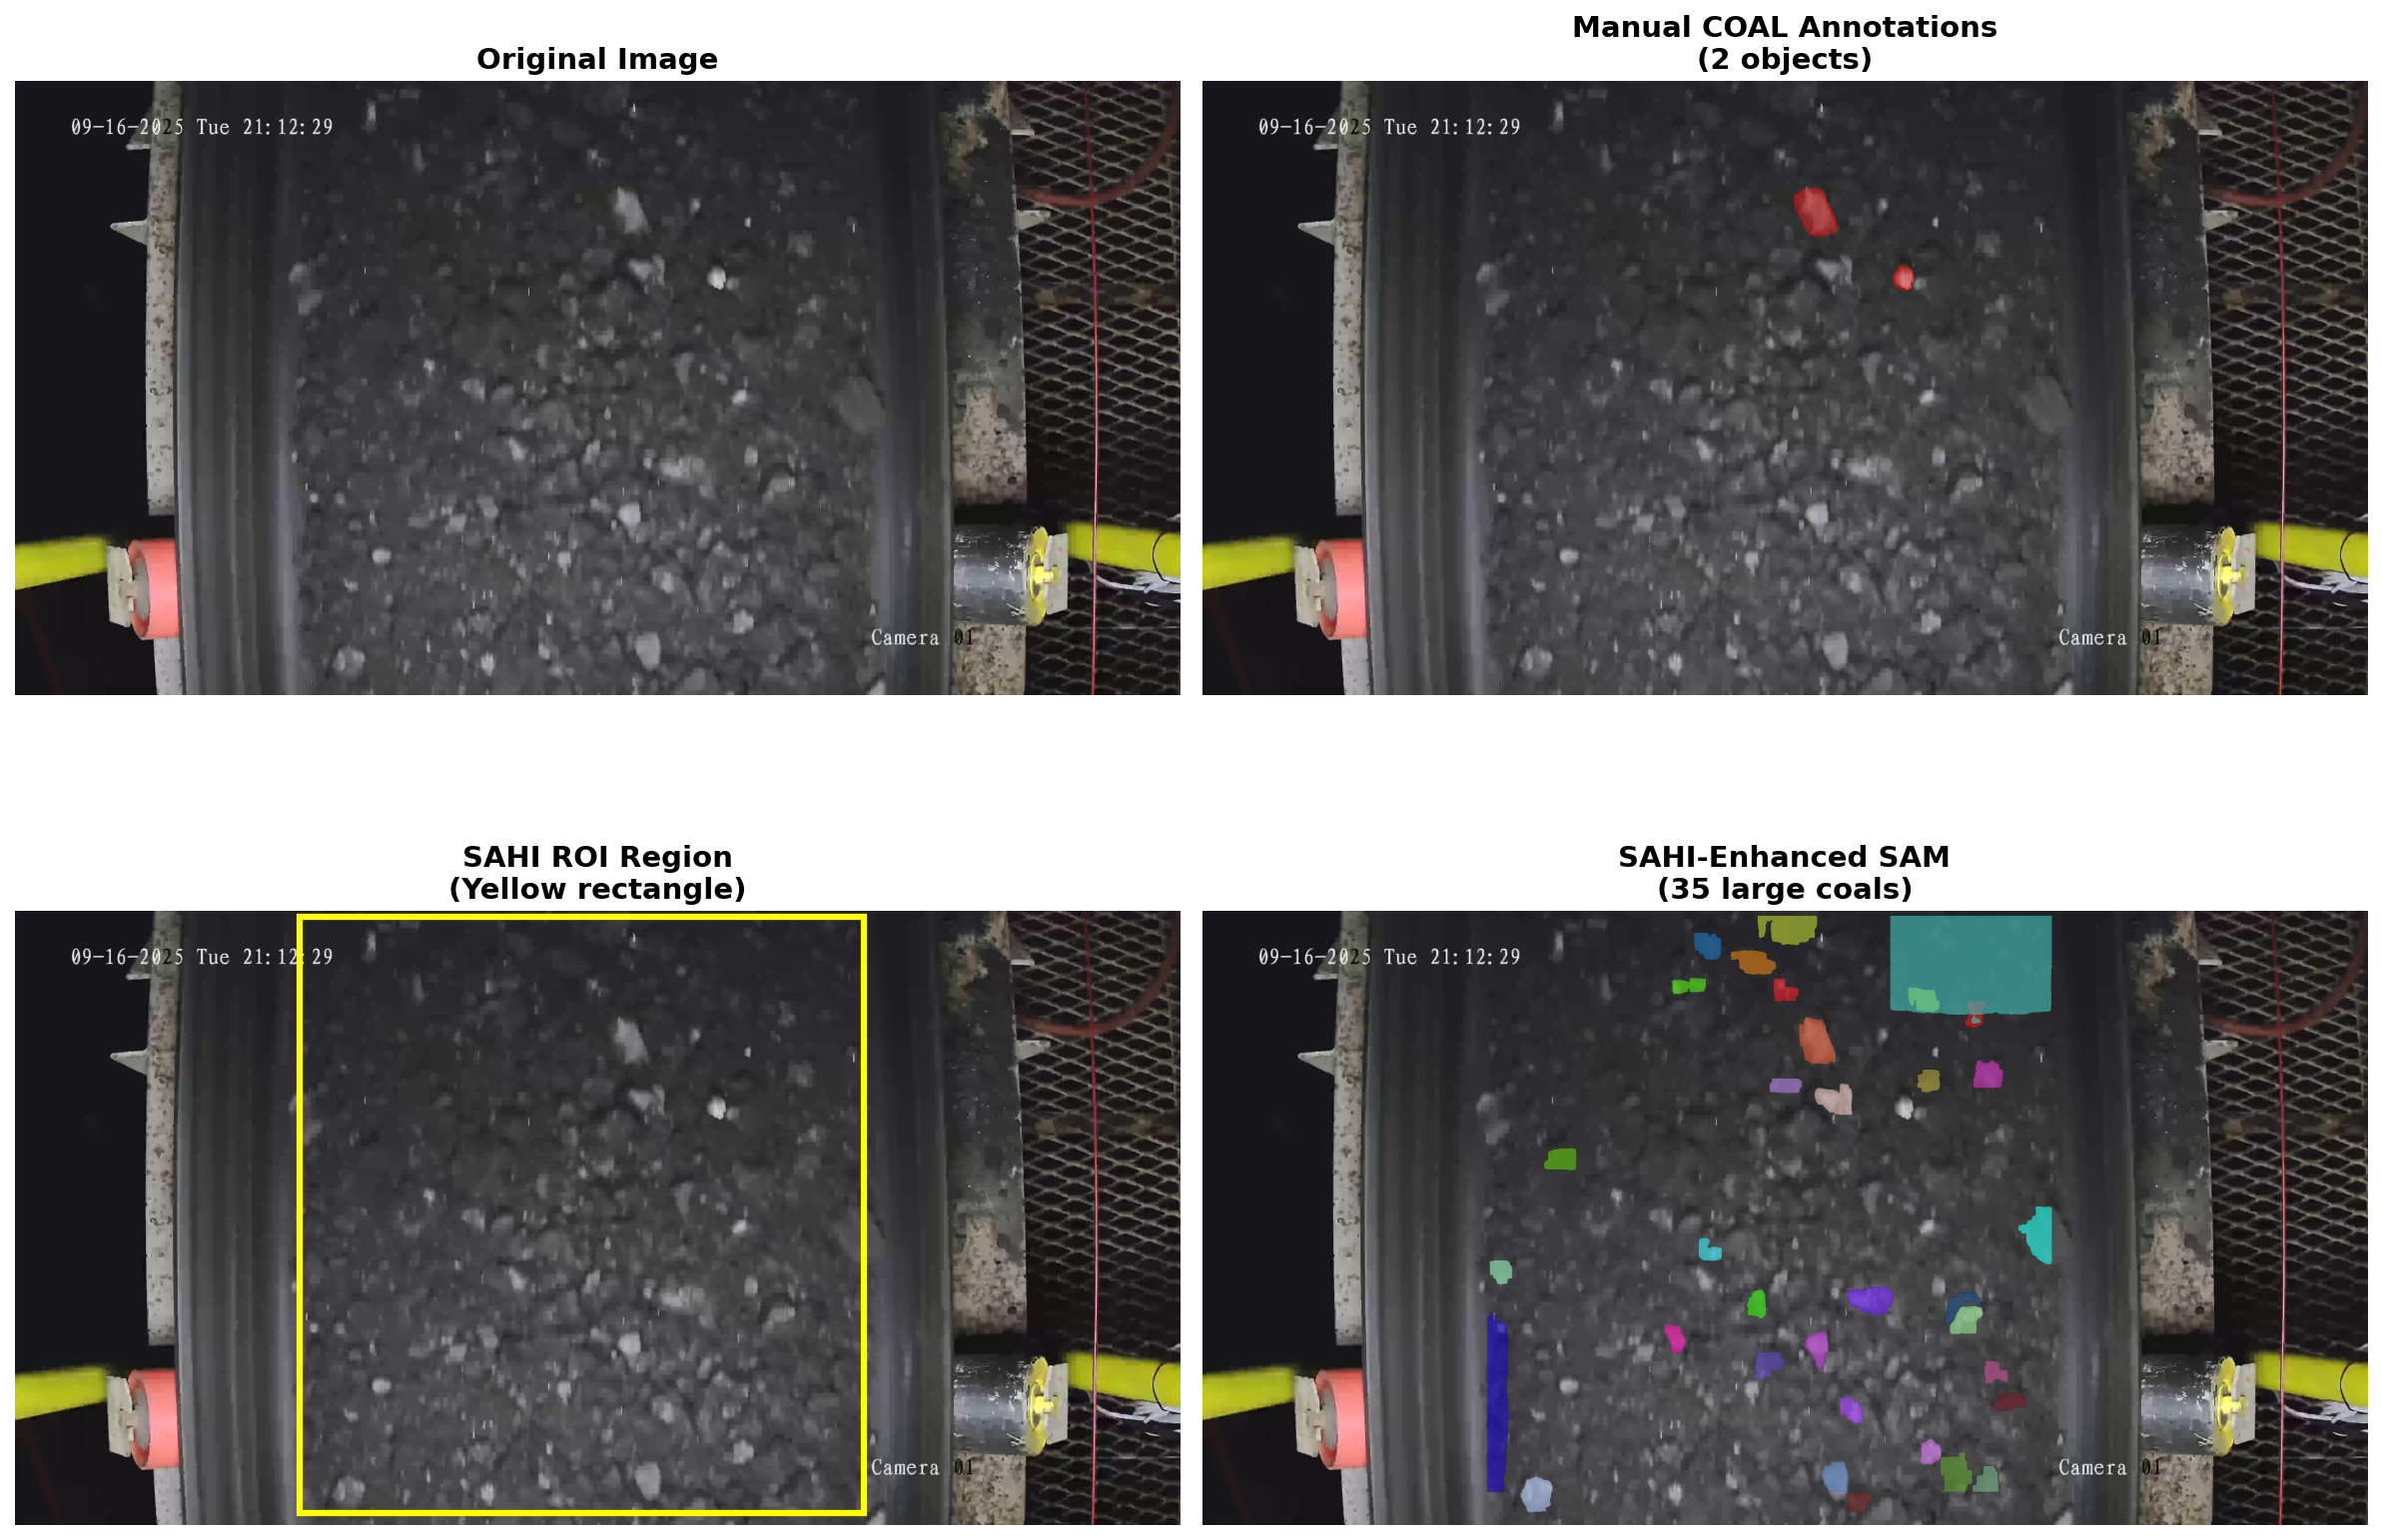 Original Image
09-16-2025 Tue 21:12:29
Camera 01
Manual COAL Annotations
(2 objects)
09-16-2025 Tue 21:12:29
Camera 01
SAHI ROI Region
(Yellow rectangle)
09-16-2025 Tue 21:12:29
Camera 01
SAHI-Enhanced SAM
(35 large coals)
09-16-2025 Tue 21:12:29
Camera 01